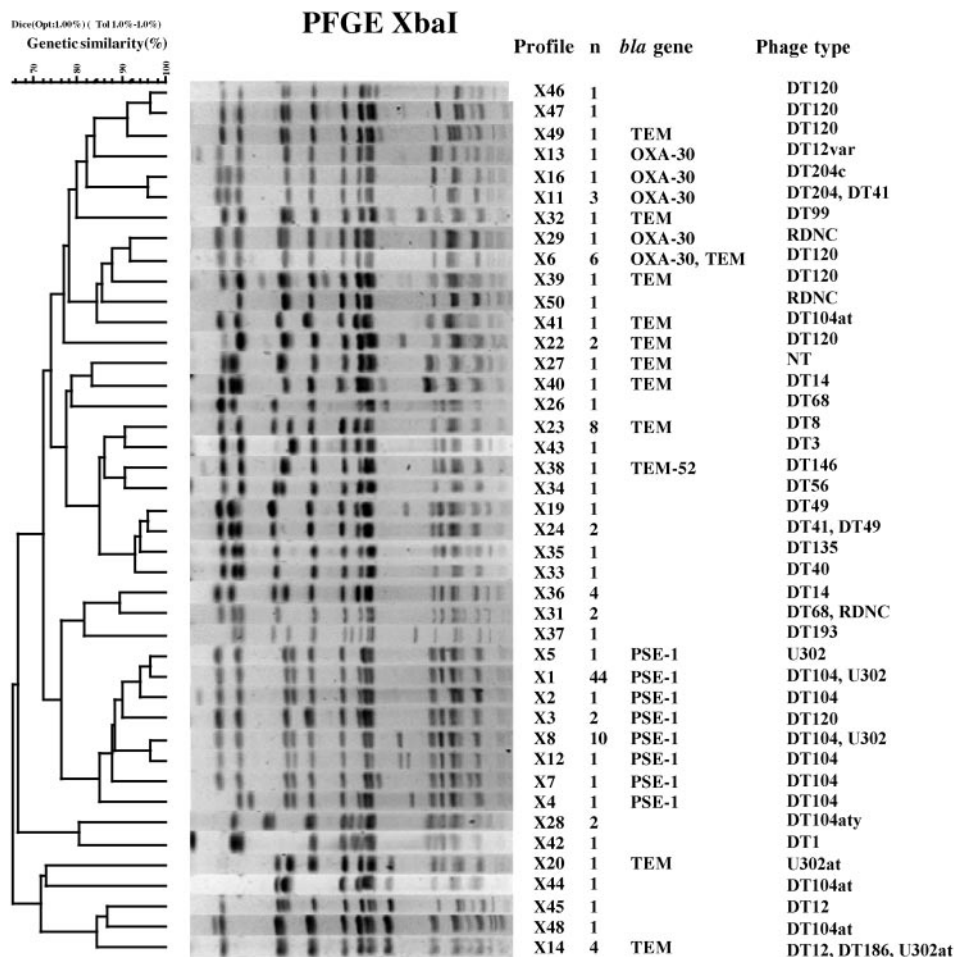 PFGE XbaI
Dice(Opt:1.00%) ( Tol 1.0%-1.0%)
Genetic similarity(%)
70 80 90 100
Profile n bla gene Phage type
X46 1 DT120
X47 1 DT120
X49 1 TEM DT120
X13 1 OXA-30 DT12var
X16 1 OXA-30 DT204c
X11 3 OXA-30 DT204, DT41
X32 1 TEM DT99
X29 1 OXA-30 RDNC
X6 6 OXA-30, TEM DT120
X39 1 TEM DT120
X50 1 RDNC
X41 1 TEM DT104at
X22 2 TEM DT120
X27 1 TEM NT
X40 1 TEM DT14
X26 1 DT68
X23 8 TEM DT8
X43 1 DT3
X38 1 TEM-52 DT146
X34 1 DT56
X19 1 DT49
X24 2 DT41, DT49
X35 1 DT135
X33 1 DT40
X36 4 DT14
X31 2 DT68, RDNC
X37 1 DT193
X5 1 PSE-1 U302
X1 44 PSE-1 DT104, U302
X2 1 PSE-1 DT104
X3 2 PSE-1 DT120
X8 10 PSE-1 DT104, U302
X12 1 PSE-1 DT104
X7 1 PSE-1 DT104
X4 1 PSE-1 DT104
X28 2 DT104aty
X42 1 DT1
X20 1 TEM U302at
X44 1 DT104at
X45 1 DT12
X48 1 DT104at
X14 4 TEM DT12, DT186, U302at